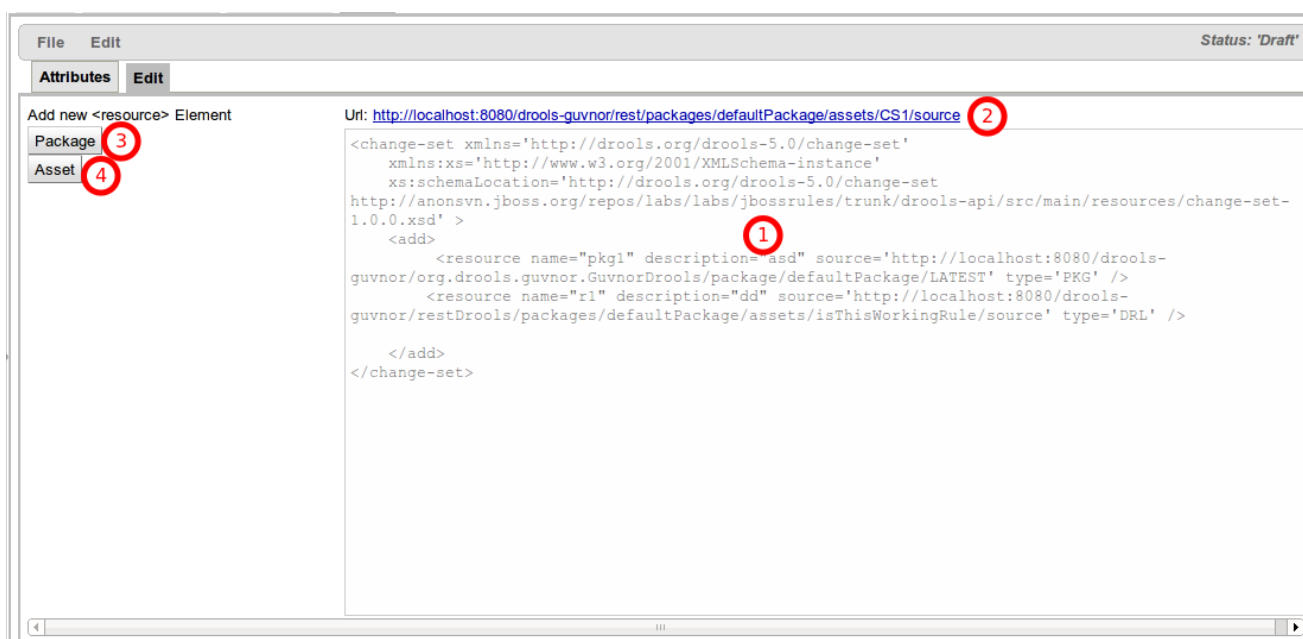 File Edit Status: 'Draft'
Attributes Edit
Add new <resource> Element
Package 3
Asset 4
Url: http://localhost:8080/drools-guvnor/rest/packages/defaultPackage/assets/CS1/source 2
<change-set xmlns='http://drools.org/drools-5.0/change-set'
xmlns:xs='http://www.w3.org/2001/XMLSchema-instance'
xs:schemaLocation='http://drools.org/drools-5.0/change-set
http://anonsvn.jboss.org/repos/labs/labs/jbossrules/trunk/drools-api/src/main/resources/change-set-
1.0.0.xsd' >
<add>
1
<resource name="pkg1" description="asd" source='http://localhost:8080/drools-
guvnor/org.drools.guvnor.GuvnorDrools/package/defaultPackage/LATEST' type='PKG' />
<resource name="r1" description="dd" source='http://localhost:8080/drools-
guvnor/restDrools/packages/defaultPackage/assets/isThisWorkingRule/source' type='DRL' />
</add>
</change-set>